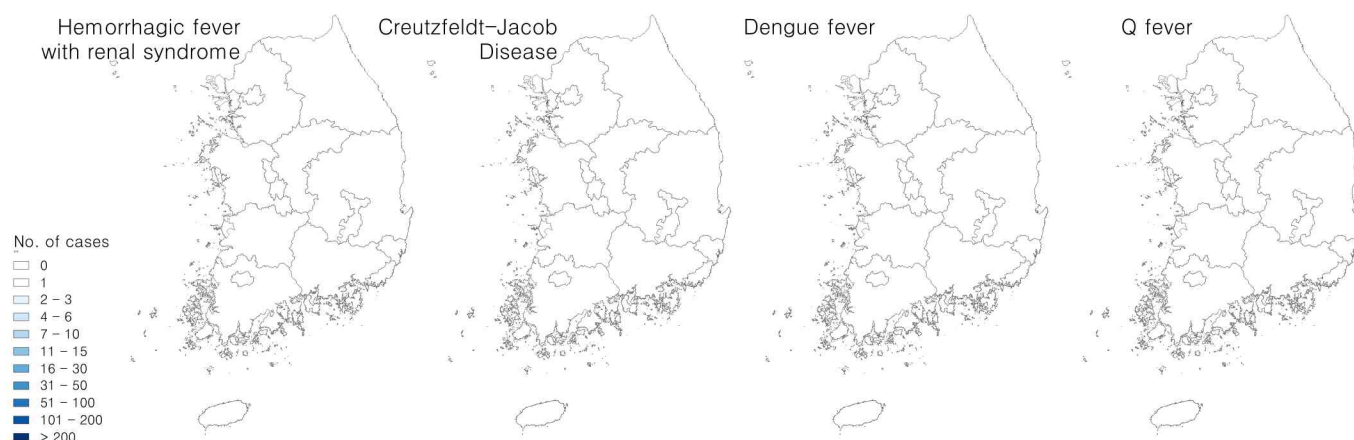 Hemorrhagic fever
with renal syndrome
Creutzfeldt-Jacob
Disease
Dengue fever
Q fever
No. of cases
0
1
2 - 3
4 - 6
7 - 10
11 - 15
16 - 30
31 - 50
51 - 100
101 - 200
> 200